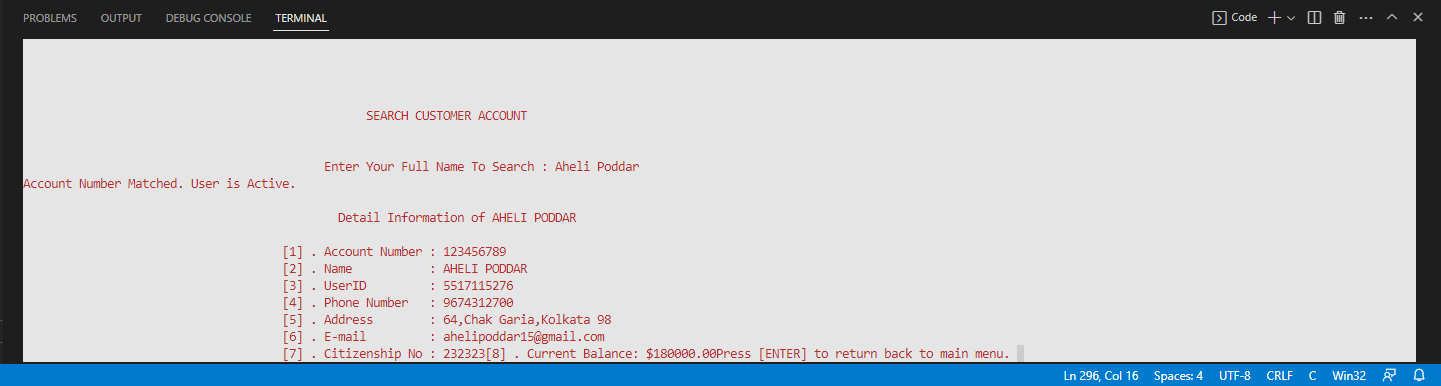 PROBLEMS OUTPUT DEBUG CONSOLE TERMINAL Code
SEARCH CUSTOMER ACCOUNT
Enter Your Full Name To Search : Aheli Poddar
Account Number Matched. User is Active.
Detail Information of AHELI PODDAR
[1] . Account Number : 123456789
[2] . Name : AHELI PODDAR
[3] . UserID : 5517115276
[4] . Phone Number : 9674312700
[5] . Address : 64,Chak Garia,Kolkata 98
[6] . E-mail : ahelipoddar15@gmail.com
[7] . Citizenship No : 232323[8] . Current Balance: $180000.00Press [ENTER] to return back to main menu.
Ln 296, Col 16 Spaces: 4 UTF-8 CRLF C Win32